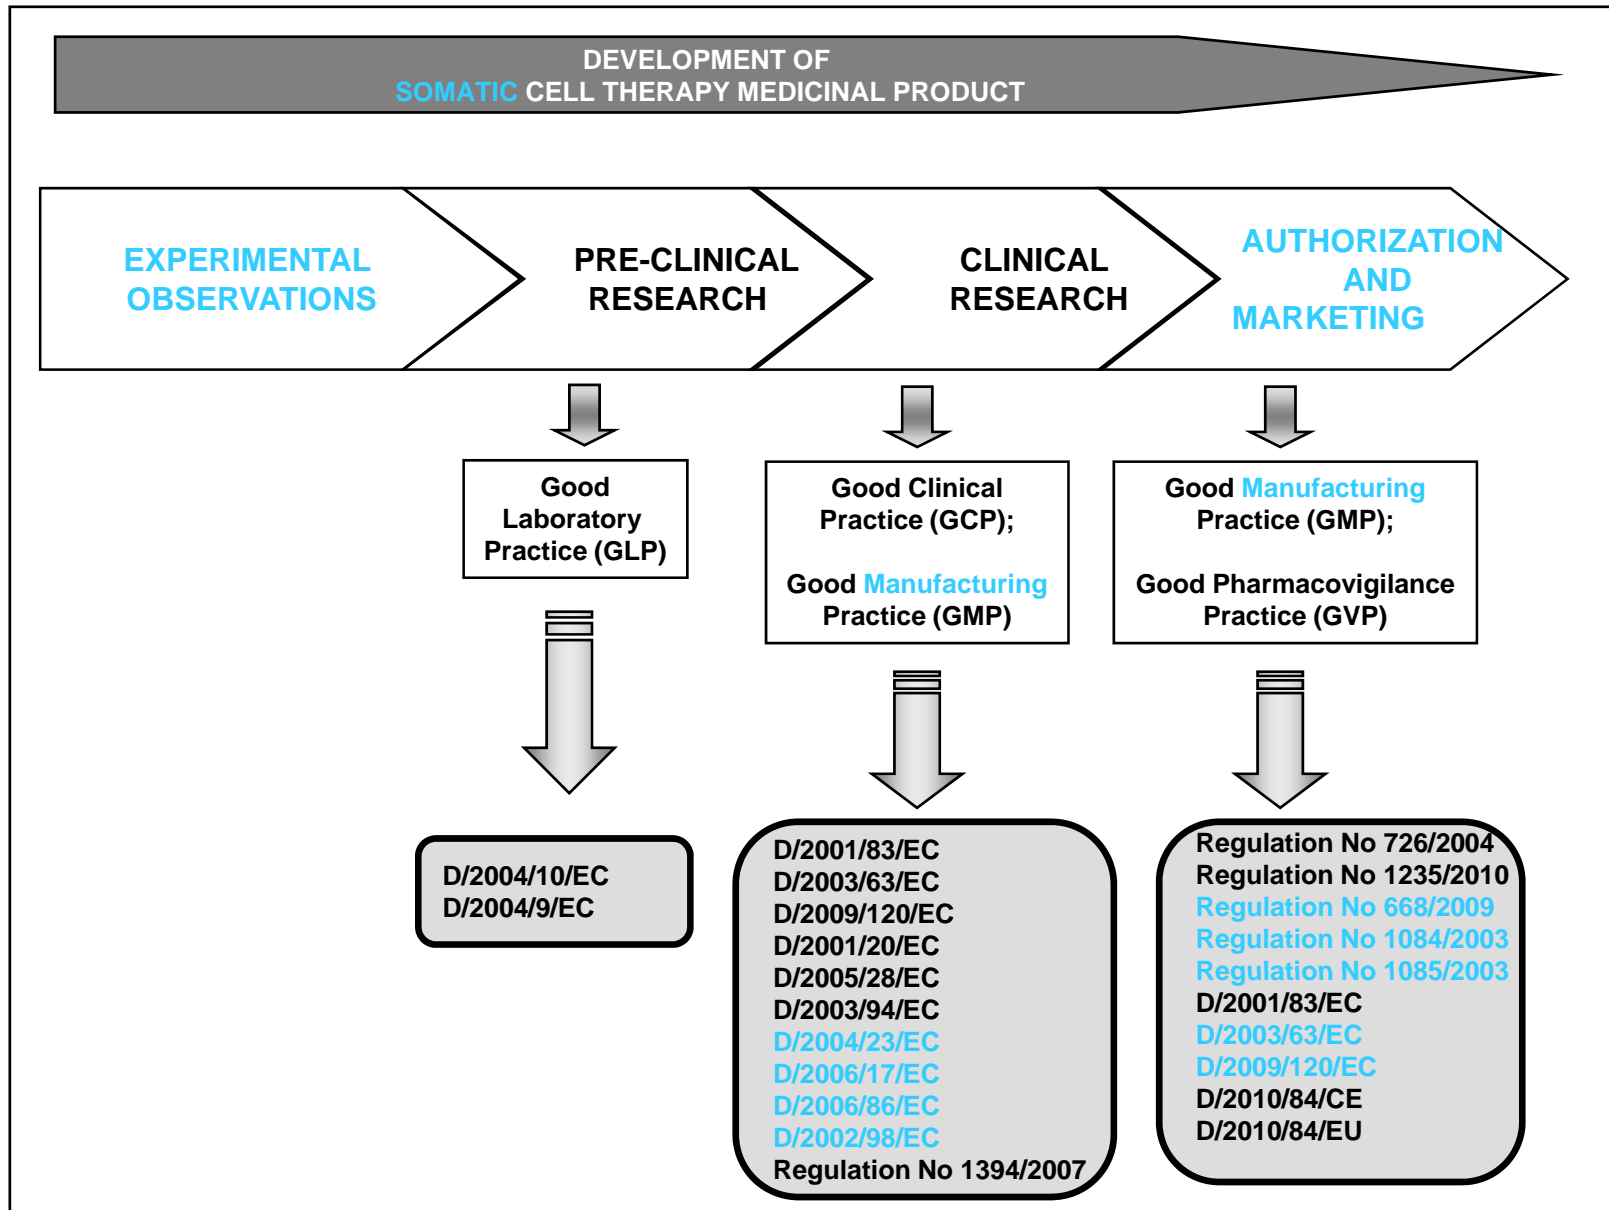 DEVELOPMENT OF
SOMATIC CELL THERAPY MEDICINAL PRODUCT
EXPERIMENTAL
OBSERVATIONS
PRE-CLINICAL
RESEARCH
CLINICAL
RESEARCH
AUTHORIZATION
AND
MARKETING
Good
Laboratory
Practice (GLP)
Good Clinical
Practice (GCP);
Good Manufacturing
Practice (GMP)
Good Manufacturing
Practice (GMP);
Good Pharmacovigilance
Practice (GVP)
D/2004/10/EC
D/2004/9/EC
D/2001/83/EC
D/2003/63/EC
D/2009/120/EC
D/2001/20/EC
D/2005/28/EC
D/2003/94/EC
D/2004/23/EC
D/2006/17/EC
D/2006/86/EC
D/2002/98/EC
Regulation No 1394/2007
Regulation No 726/2004
Regulation No 1235/2010
Regulation No 668/2009
Regulation No 1084/2003
Regulation No 1085/2003
D/2001/83/EC
D/2003/63/EC
D/2009/120/EC
D/2010/84/CE
D/2010/84/EU